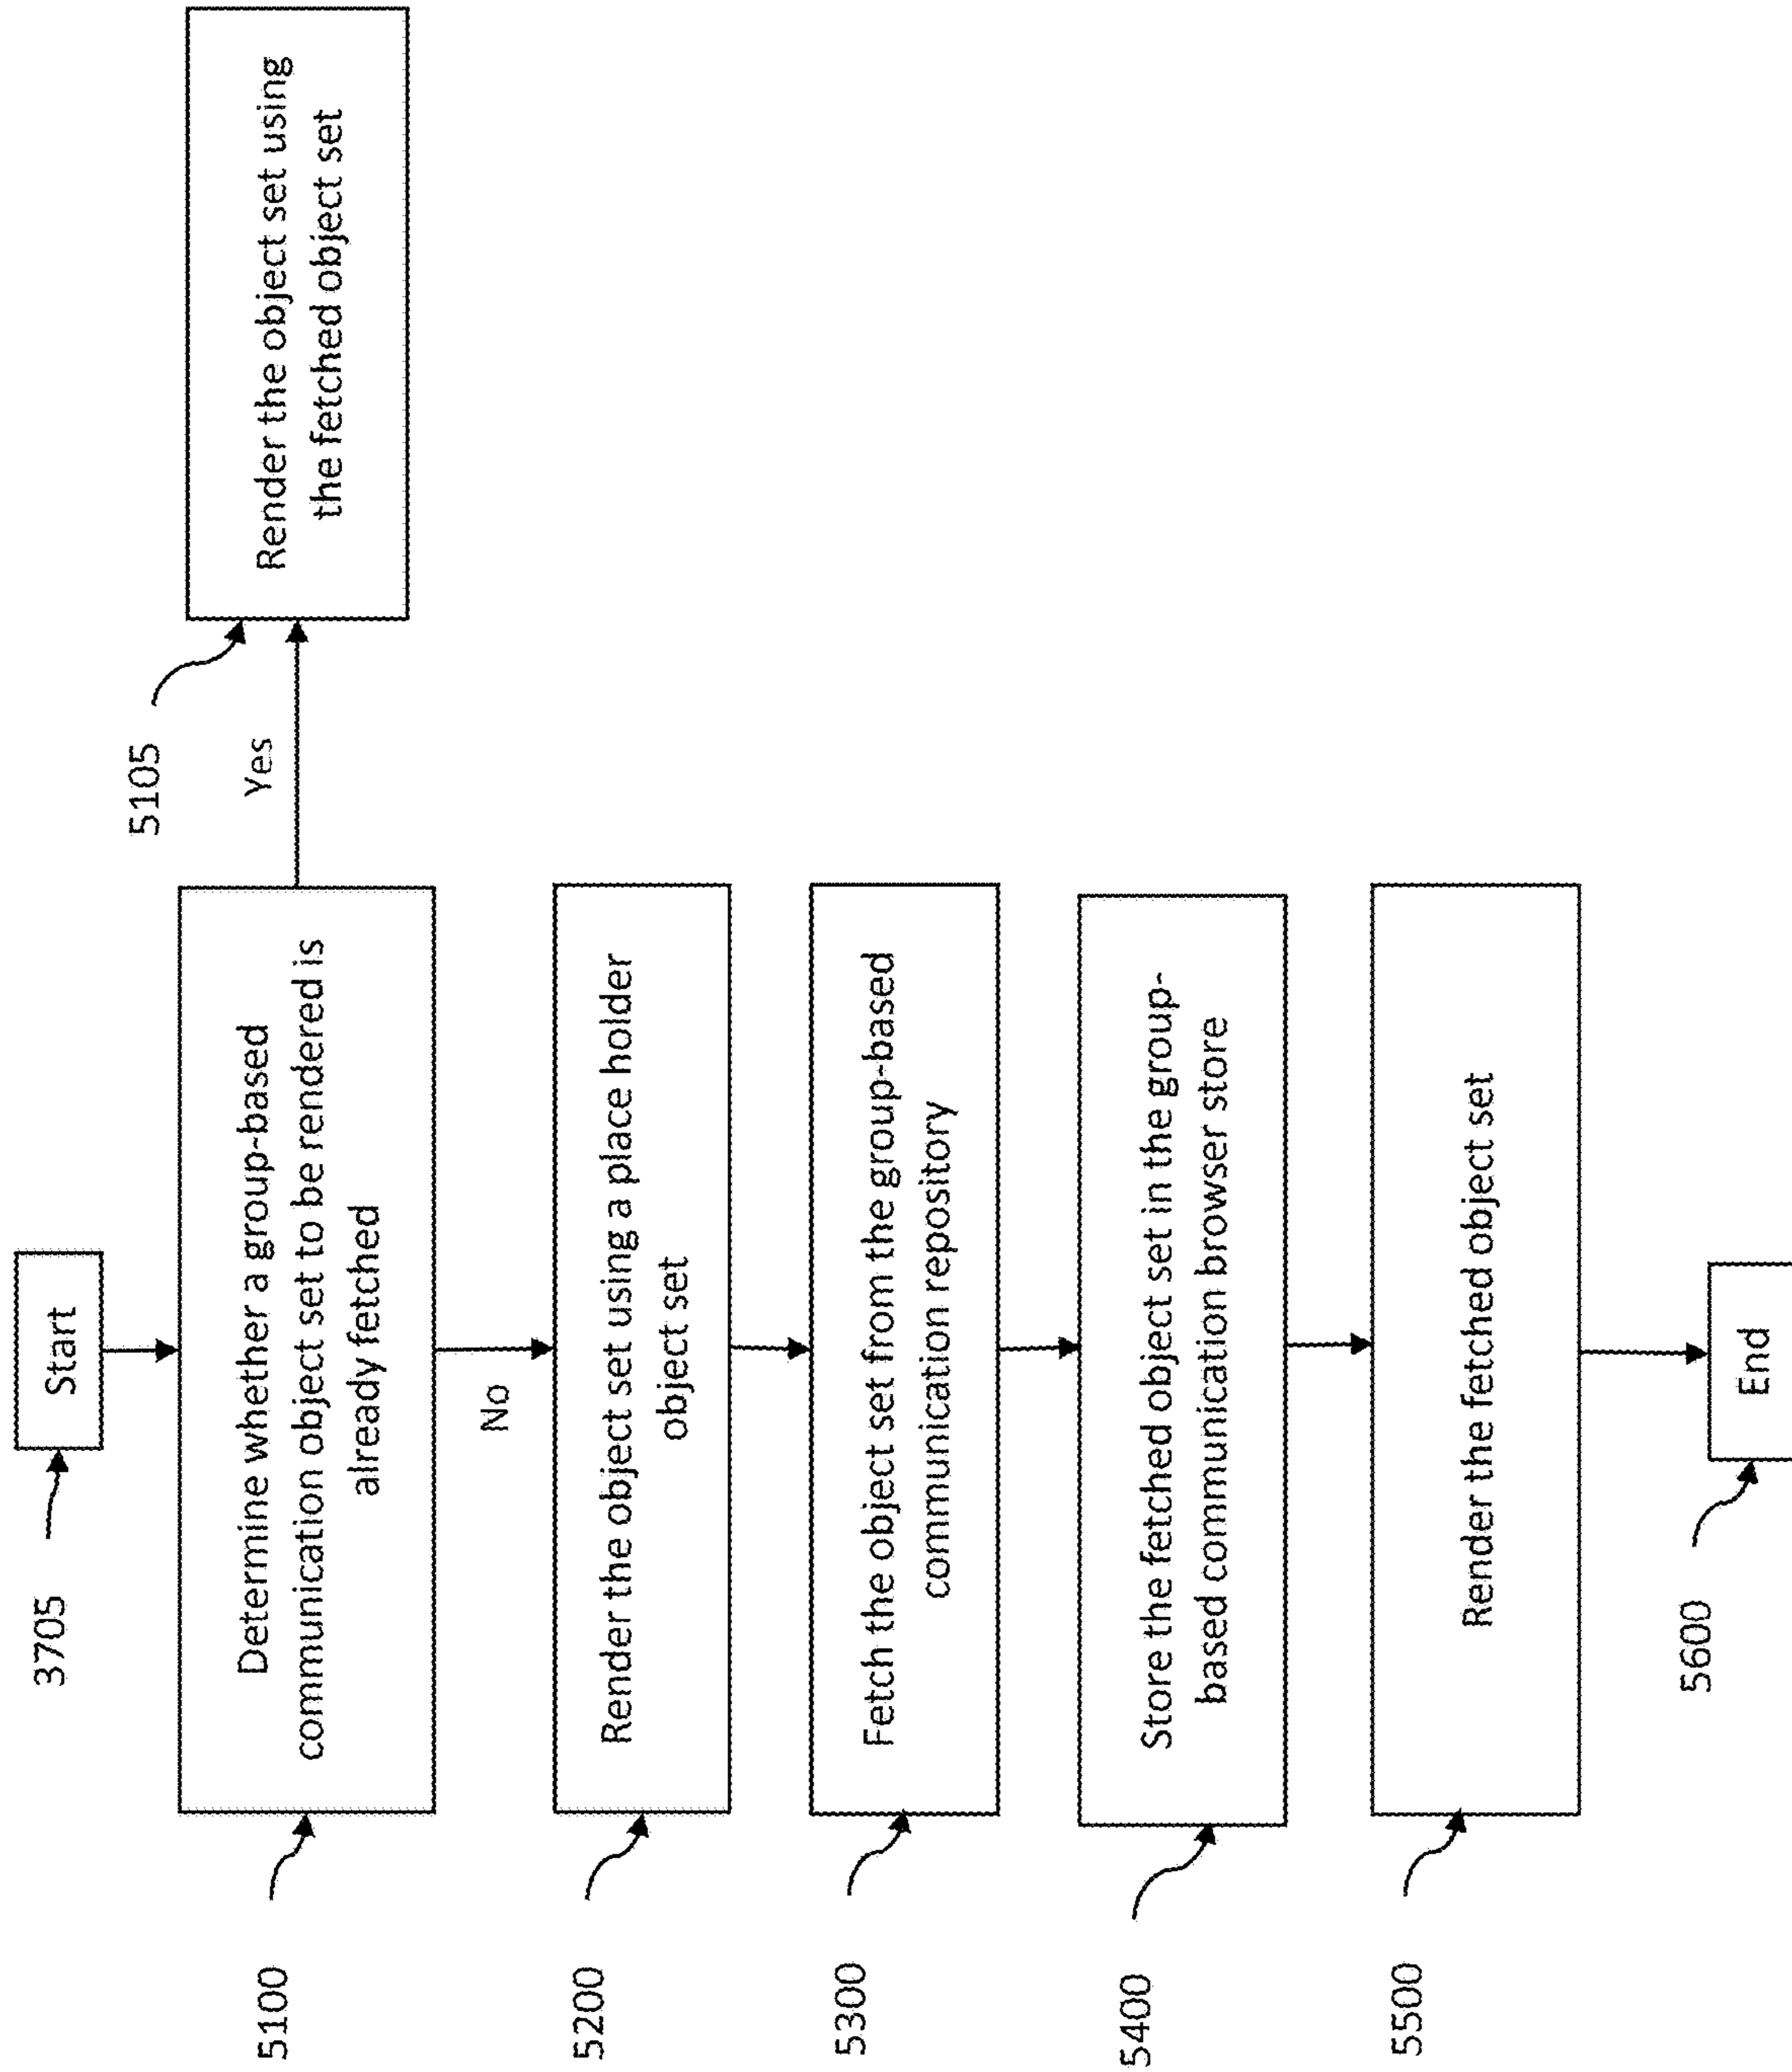 3705
Start
5100
Determine whether a group-based
communication object set to be rendered is
already fetched
Yes
5105
Render the object set using
the fetched object set
No
5200
Render the object set using a place holder
object set
5300
Fetch the object set from the group-based
communication repository
5400
Store the fetched object set in the group-
based communication browser store
5500
Render the fetched object set
5600
End